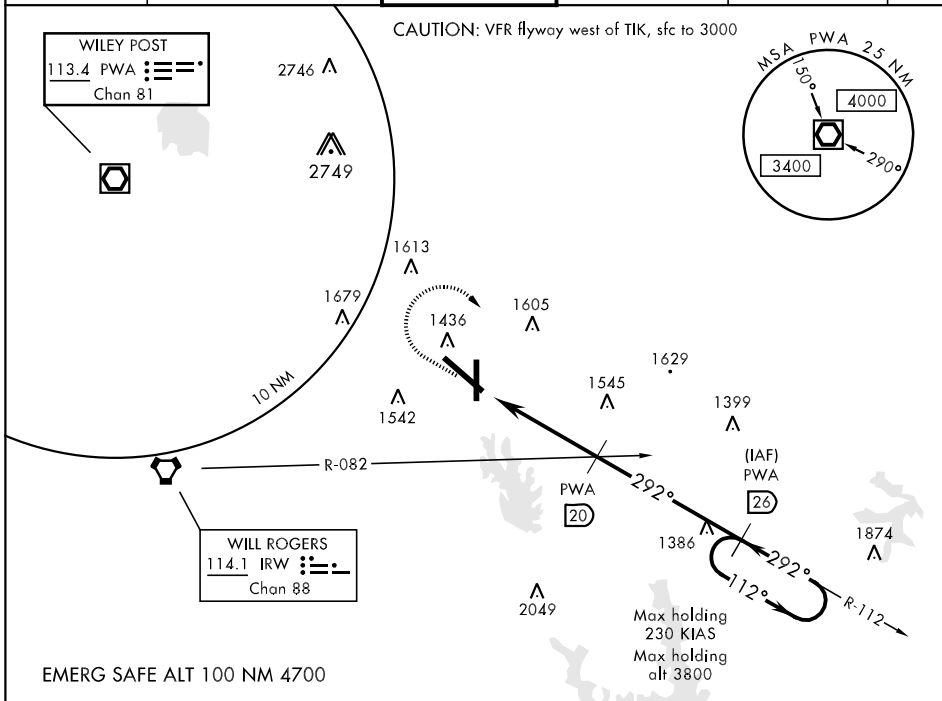 CAUTION: VFR flyway west of TIK, sfc to 3000
WILEY POST
113.4 PWA
Chan 81
2746
2749
MSA PWA 25 NM
150°
4000
3400
290°
1613
1679
1436
1605
1629
10 NM
1542
1545
1399
R-082
292°
PWA
20
(IAF)
PWA
26
1386
1874
292°
112°
R-112
WILL ROGERS
114.1 IRW
Chan 88
2049
Max holding
230 KIAS
Max holding
alt 3800
EMERG SAFE ALT 100 NM 4700